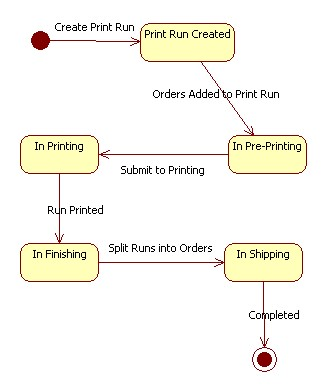 Create Print Run
Print Run Created
Orders Added to Print Run
In Printing
In Pre-Printing
Submit to Printing
Run Printed
In Finishing
Split Runs into Orders
In Shipping
Completed